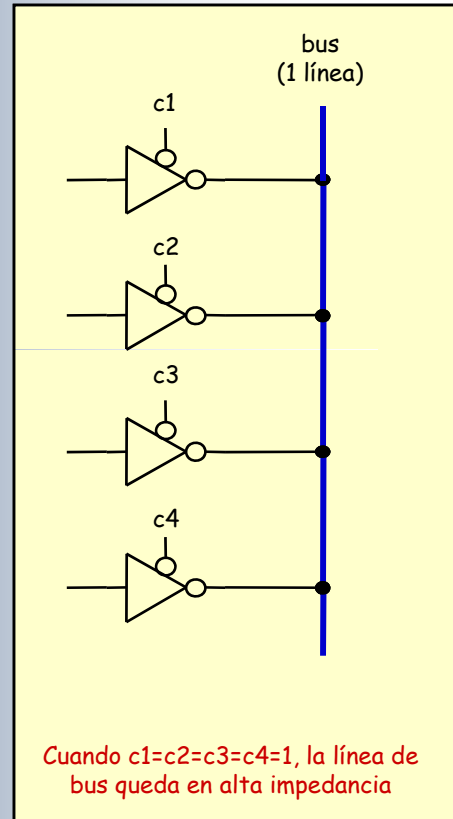 bus
(1 línea)
c1
c2
c3
c4
Cuando c1=c2=c3=c4=1, la línea de
bus queda en alta impedancia